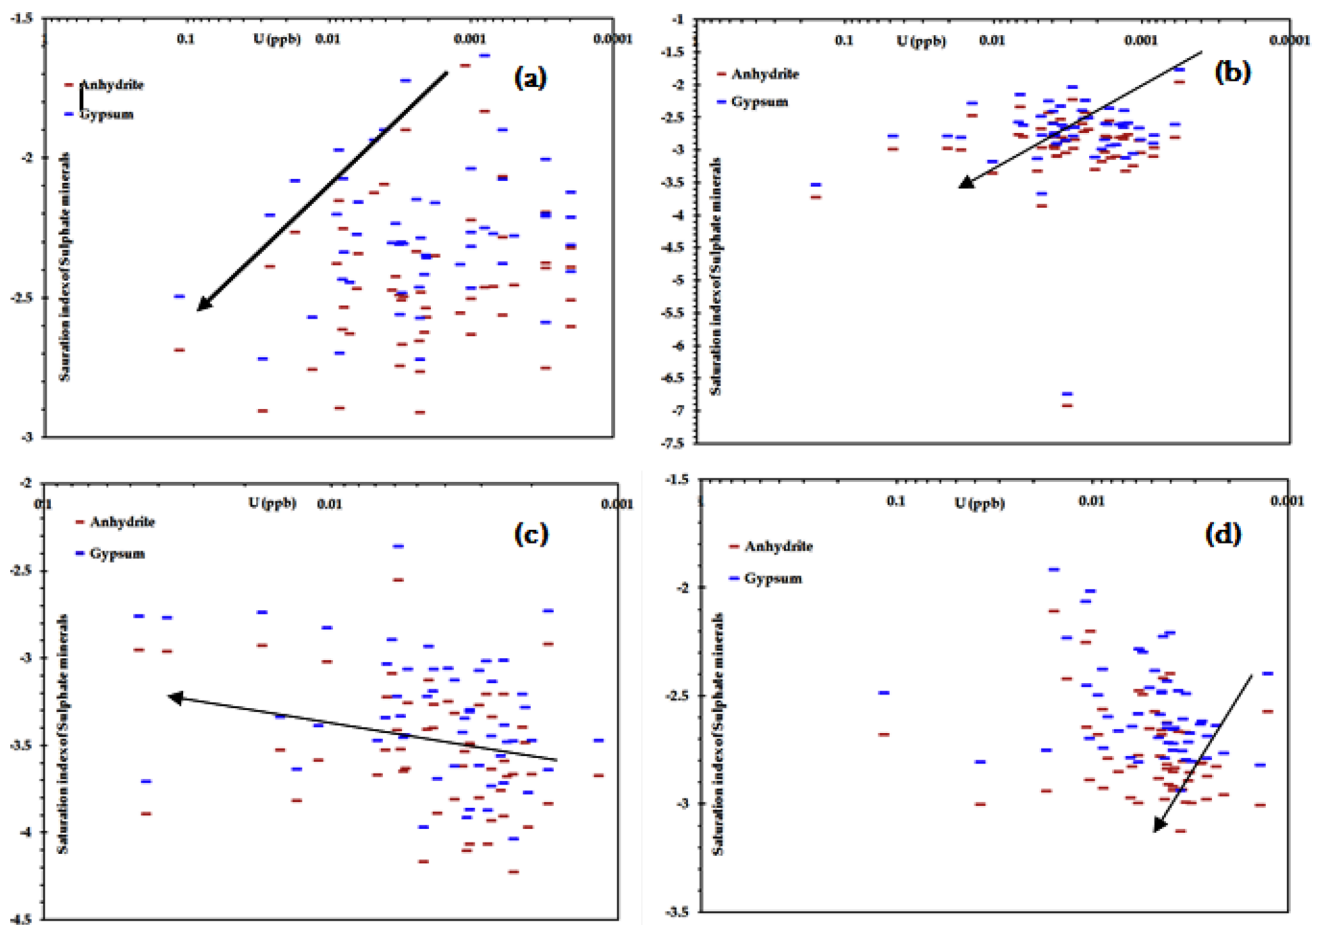 -1.5
0.1 U (ppb) 0.01 0.001 0.0001
(a)
Anhydrite
Gypsum
-2
-2.5
-3
Sauration index of Sulphate minerals
-1
0.1 U (ppb) 0.01 0.001 0.0001
-1.5
(b)
Anhydrite
Gypsum
-2
-2.5
-3
-3.5
-4
-4.5
-5
-5.5
-6
-6.5
-7
-7.5
Saturation index of Sulphate minerals
-2
0.1 U (ppb) 0.01 0.001
(c)
Anhydrite
Gypsum
-2.5
-3
-3.5
-4
-4.5
Saturation index of Sulphate minerals
-1.5
1 0.1 U (ppb) 0.01 0.001
(d)
Anhydrite
Gypsum
-2
-2.5
-3
-3.5
Saturation index of Sulphate minerals